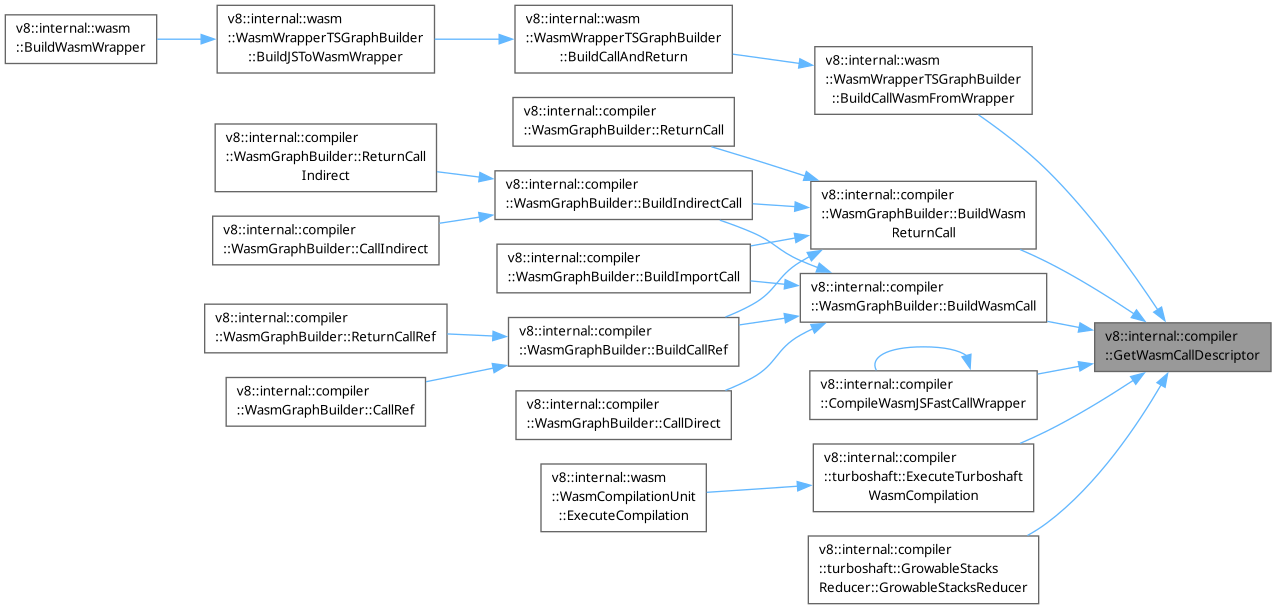 v8::internal::wasm
::BuildWasmWrapper
v8::internal::wasm
::WasmWrapperTSGraphBuilder
::BuildJSToWasmWrapper
v8::internal::wasm
::WasmWrapperTSGraphBuilder
::BuildCallAndReturn
v8::internal::wasm
::WasmWrapperTSGraphBuilder
::BuildCallWasmFromWrapper
v8::internal::compiler
::WasmGraphBuilder::ReturnCall
v8::internal::compiler
::WasmGraphBuilder::ReturnCall
Indirect
v8::internal::compiler
::WasmGraphBuilder::BuildIndirectCall
v8::internal::compiler
::WasmGraphBuilder::BuildWasm
ReturnCall
v8::internal::compiler
::WasmGraphBuilder::CallIndirect
v8::internal::compiler
::WasmGraphBuilder::BuildImportCall
v8::internal::compiler
::WasmGraphBuilder::BuildWasmCall
v8::internal::compiler
::WasmGraphBuilder::ReturnCallRef
v8::internal::compiler
::WasmGraphBuilder::BuildCallRef
v8::internal::compiler
::GetWasmCallDescriptor
v8::internal::compiler
::WasmGraphBuilder::CallRef
v8::internal::compiler
::WasmGraphBuilder::CallDirect
v8::internal::compiler
::CompileWasmJSFastCallWrapper
v8::internal::wasm
::WasmCompilationUnit
::ExecuteCompilation
v8::internal::compiler
::turboshaft::ExecuteTurboshaft
WasmCompilation
v8::internal::compiler
::turboshaft::GrowableStacks
Reducer::GrowableStacksReducer